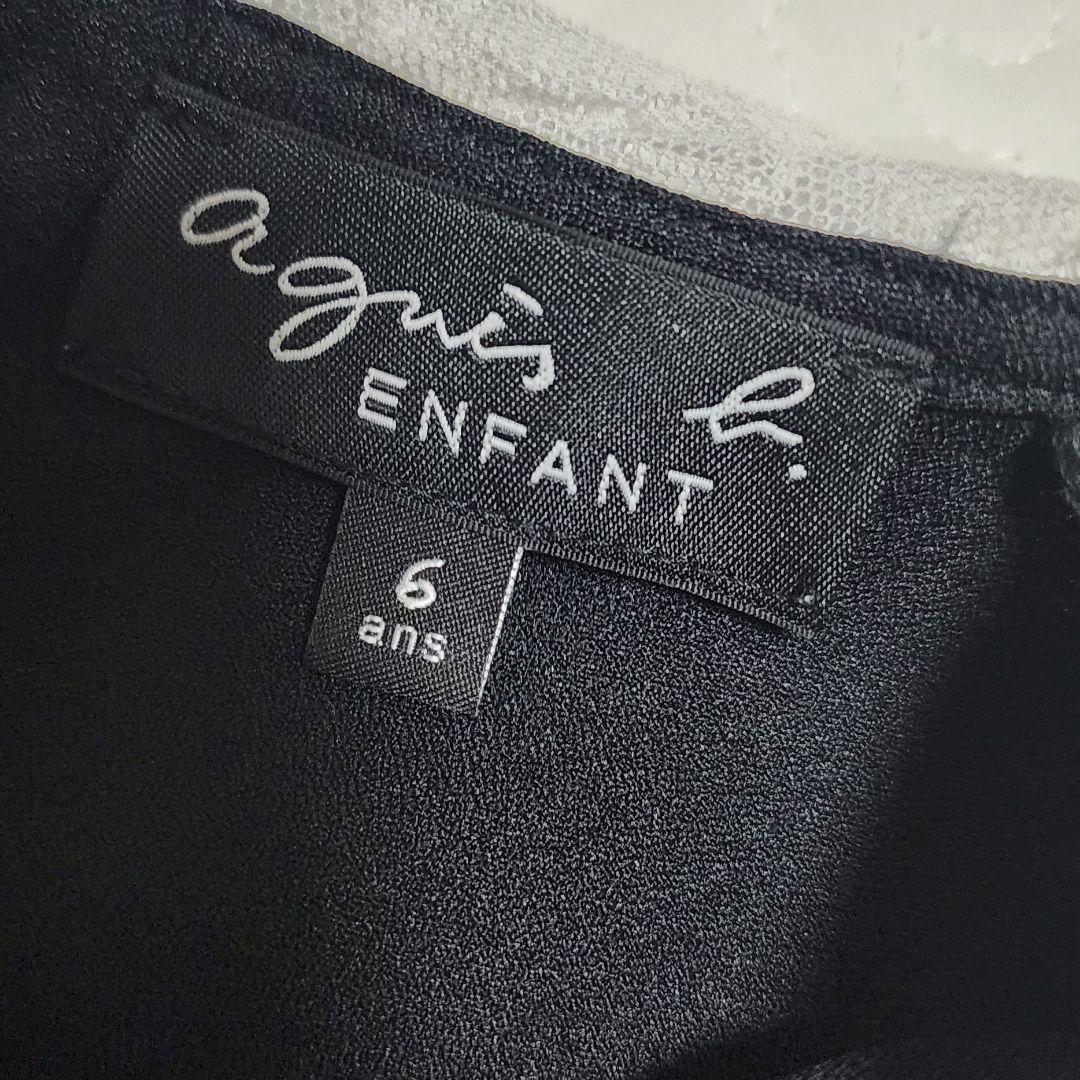 agnès b.
ENFANT
6
ans